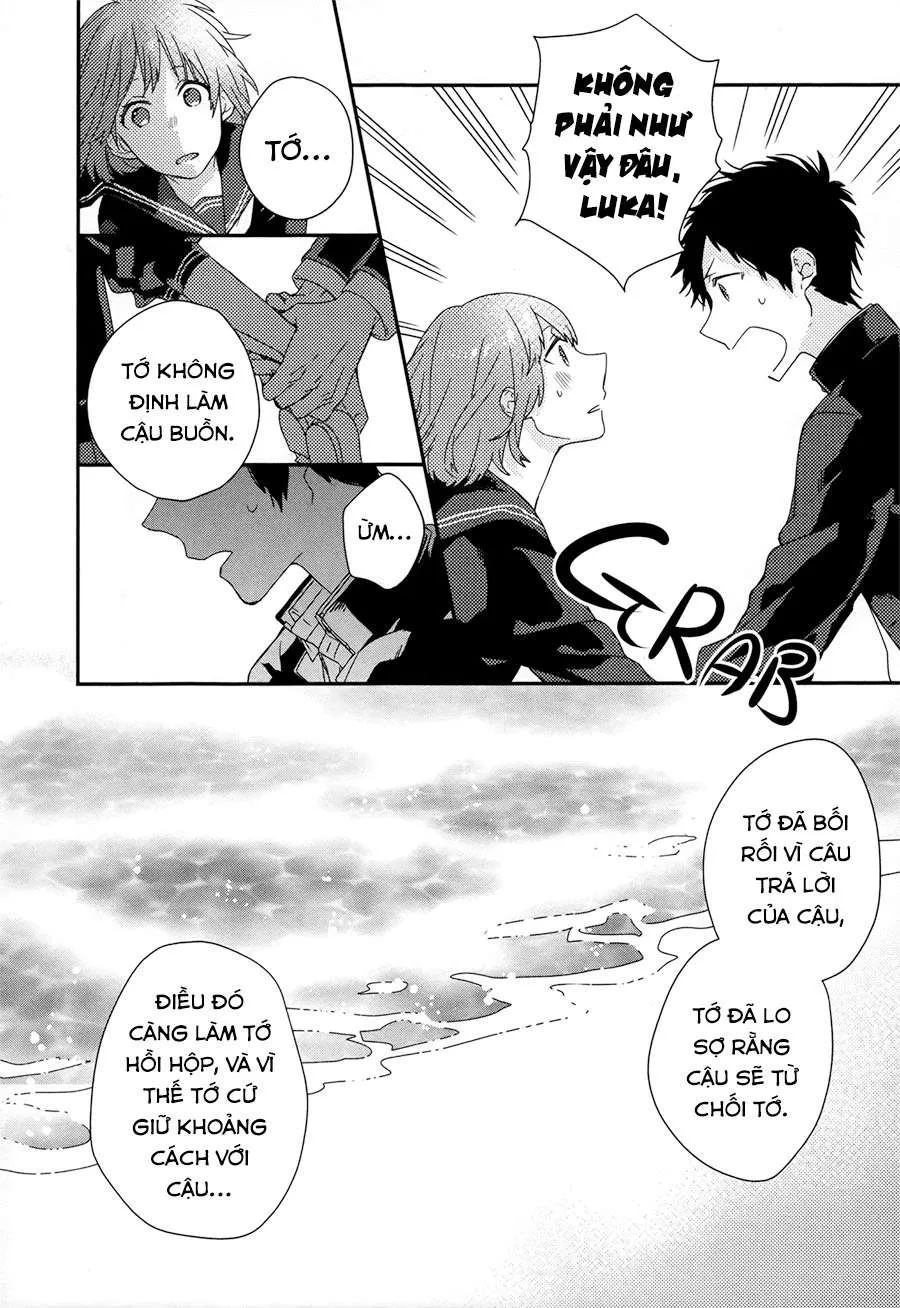 KHÔNG
PHẢI NHƯ
VẬY ĐÂU,
LUKA!
GRAB
TỚ...
TỚ KHÔNG
ĐỊNH LÀM
CẬU BUỒN.
ỪM...
TỚ ĐÃ BỐI
RỐI VÌ CÂU
TRẢ LỜI
CỦA CẬU,
TỚ ĐÃ LO
SỢ RẰNG
CẬU SẼ TỪ
CHỐI TỚ.
ĐIỀU ĐÓ
CÀNG LÀM TỚ
HỒI HỘP, VÀ VÌ
THẾ TỚ CỨ
GIỮ KHOẢNG
CÁCH VỚI
CẬU...